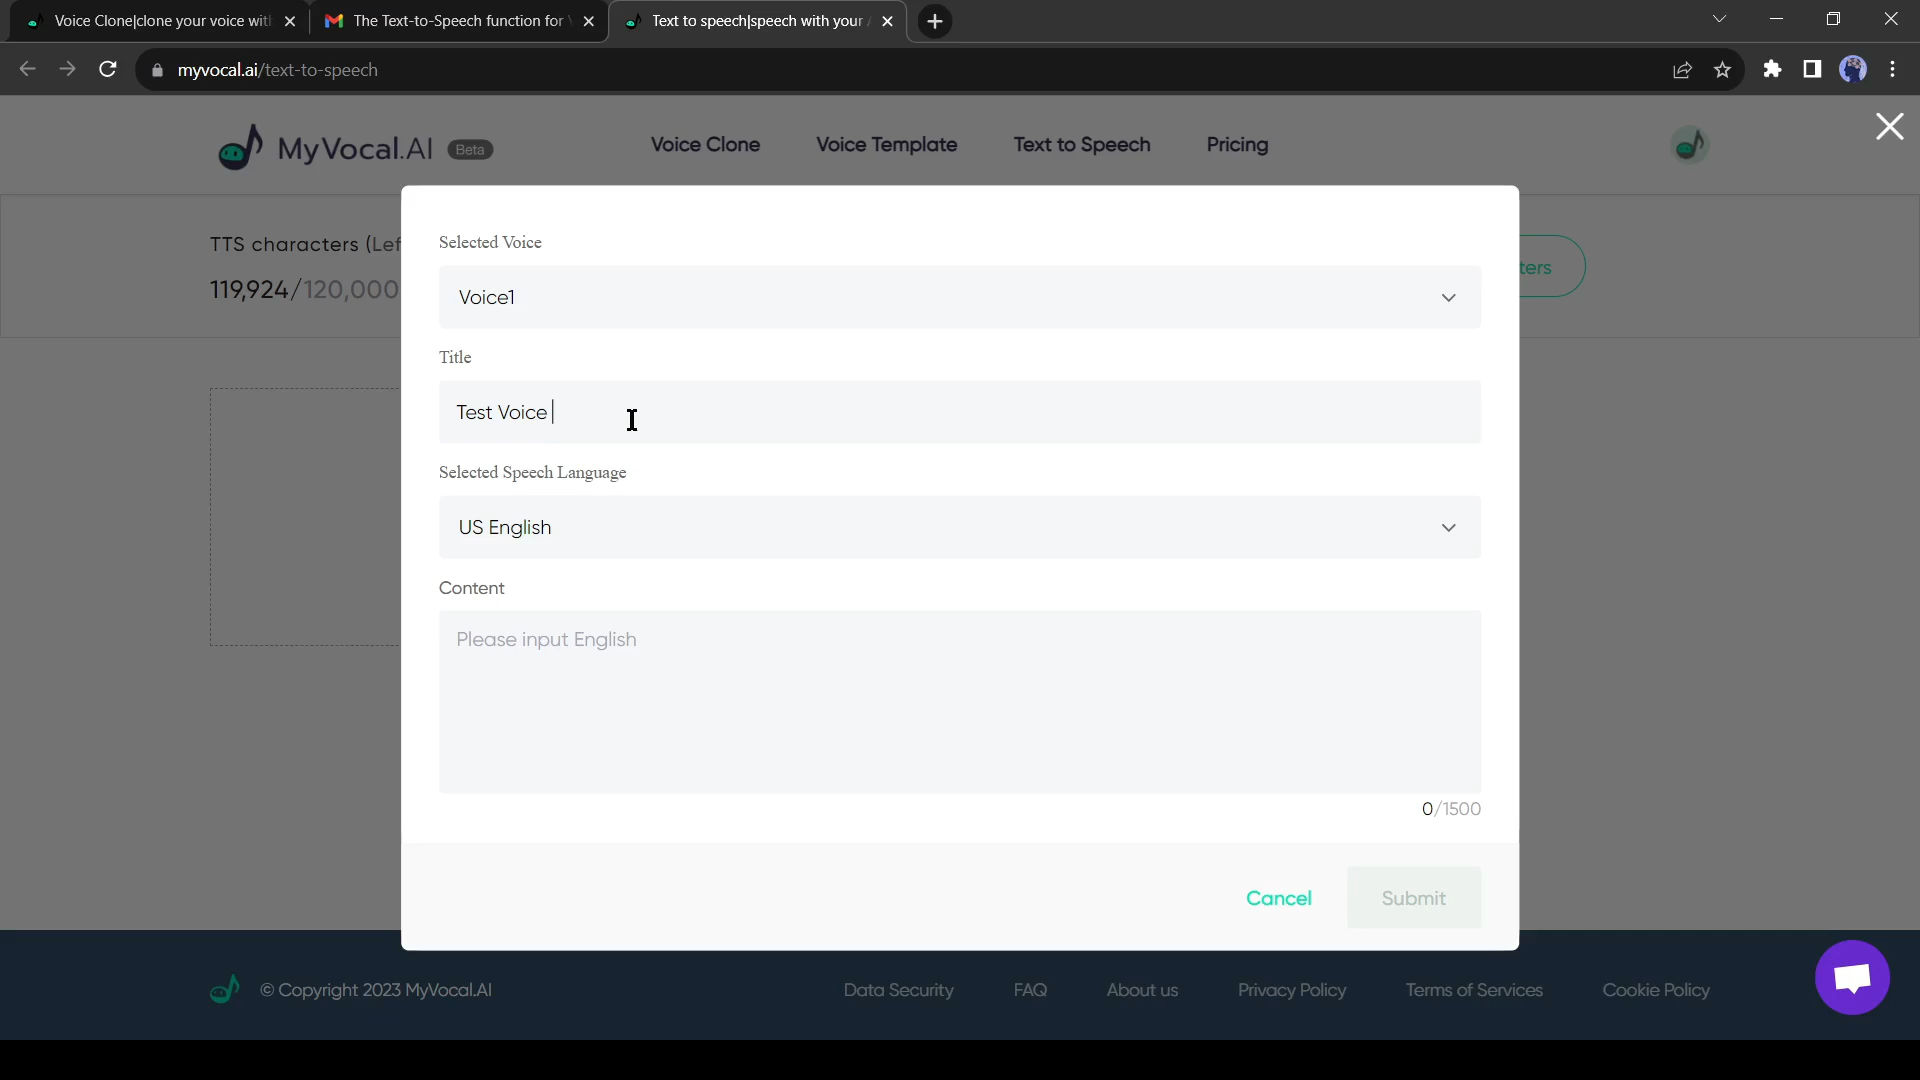 Voice Clone|clone your voice with
The Text-to-Speech function for
Text to speech|speech with your
myvocal.ai/text-to-speech
MyVocal.AI Beta
Voice Clone
Voice Template
Text to Speech
Pricing
TTS characters (Lef
119,924/120,000
ters
Selected Voice
Voice1
Title
Test Voice
Selected Speech Language
US English
Content
Please input English
0/1500
Cancel
Submit
© Copyright 2023 MyVocal.AI
Data Security
FAQ
About us
Privacy Policy
Terms of Services
Cookie Policy